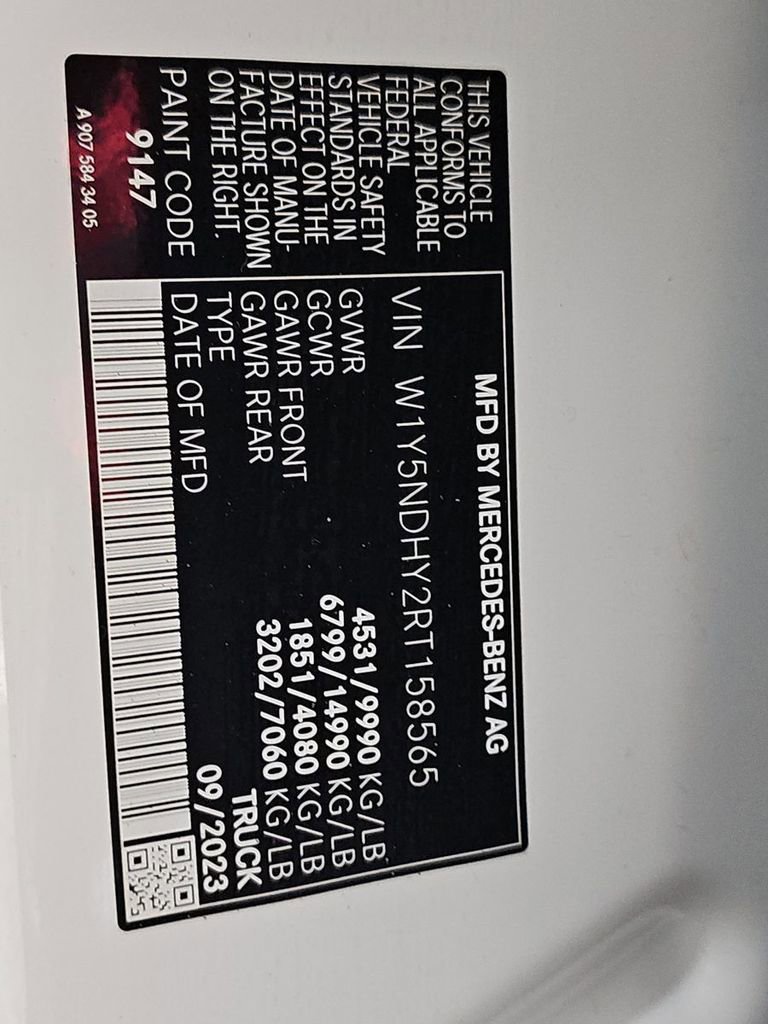 THIS VEHICLE
CONFORMS TO
ALL APPLICABLE
FEDERAL
VEHICLE SAFETY
STANDARDS IN
EFFECT ON THE
DATE OF MANU-
FACTURE SHOWN
ON THE RIGHT.
PAINT CODE
9147
A 907 584 34 05
MFD BY MERCEDES-BENZ AG
VIN W1Y5NDHY2RT158565
GVWR 4531/9990 KG/LB
GCWR 6799/14990 KG/LB
GAWR FRONT 1851/4080 KG/LB
GAWR REAR 3202/7060 KG/LB
TYPE TRUCK
DATE OF MFD 09/2023